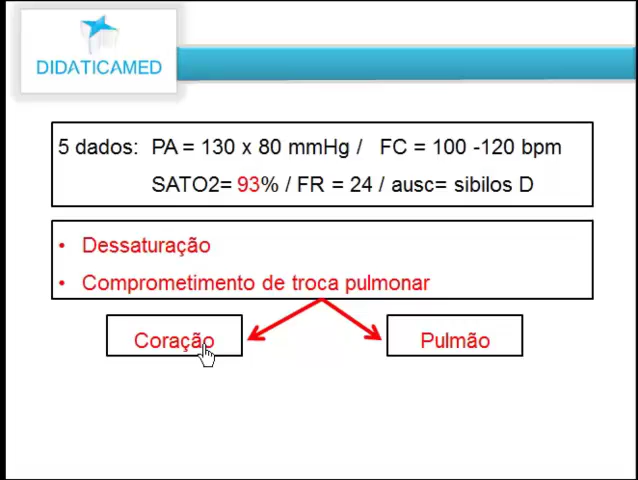 DIDATICAMED
5 dados: PA = 130 x 80 mmHg / FC = 100 -120 bpm
SATO2= 93% / FR = 24 / ausc= sibilos D
• Dessaturação
• Comprometimento de troca pulmonar
Coração
Pulmão